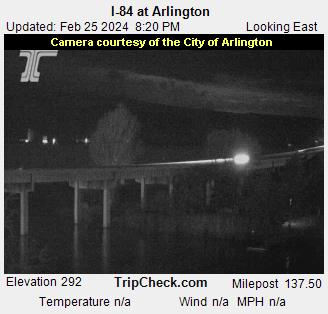 I-84 at Arlington
Updated: Feb 25 2024 8:20 PM Looking East
Camera courtesy of the City of Arlington
Elevation 292 TripCheck.com Milepost 137.50
Temperature n/a Wind n/a MPH n/a